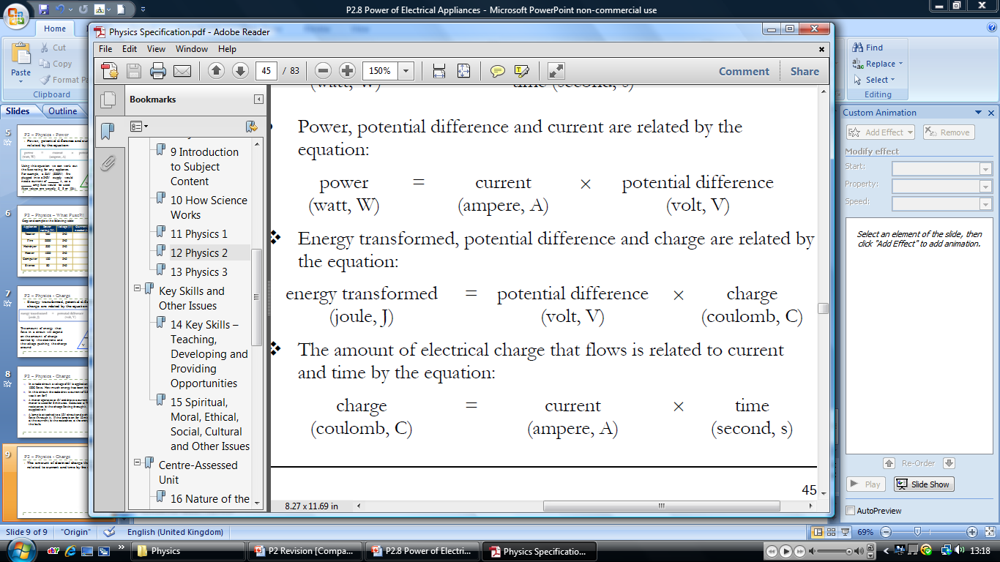 P2.8 Power of Electrical Appliances - Microsoft PowerPoint non-commercial use
Home
Cut
Copy
Format
Paste
Clipboard
Find
Replace
Select
Editing
Physics Specification.pdf - Adobe Reader
File Edit View Window Help
45 / 83 150% Comment Share
Bookmarks
9 Introduction
to Subject
Content
10 How Science
Works
11 Physics 1
12 Physics 2
13 Physics 3
Key Skills and
Other Issues
14 Key Skills –
Teaching,
Developing and
Providing
Opportunities
15 Spiritual,
Moral, Ethical,
Social, Cultural
and Other Issues
Centre-Assessed
Unit
16 Nature of the
(watt, W) time (second, s)
Power, potential difference and current are related by the
equation:
power = current × potential difference
(watt, W) (ampere, A) (volt, V)
❖ Energy transformed, potential difference and charge are related by
the equation:
energy transformed = potential difference × charge
(joule, J) (volt, V) (coulomb, C)
❖ The amount of electrical charge that flows is related to current
and time by the equation:
charge = current × time
(coulomb, C) (ampere, A) (second, s)
45
8.27 x 11.69 in
Slides Outline
5
P2 – Physics - Power
6
P2 – Physics – What Fuse?!!
Copy and complete the following table
7
P2 – Physics - Charge
8
P2 – Physics - Charge
9
P2 – Physics - Charge
Custom Animation
Add Effect Remove
Modify effect
Start:
Property:
Speed:
Select an element of the slide, then
click "Add Effect" to add animation.
Re-Order
Play Slide Show
AutoPreview
Slide 9 of 9 "Origin" English (United Kingdom) 69%
Physics P2 Revision [Compa... P2.8 Power of Electri... Physics Specificatio... 13:18